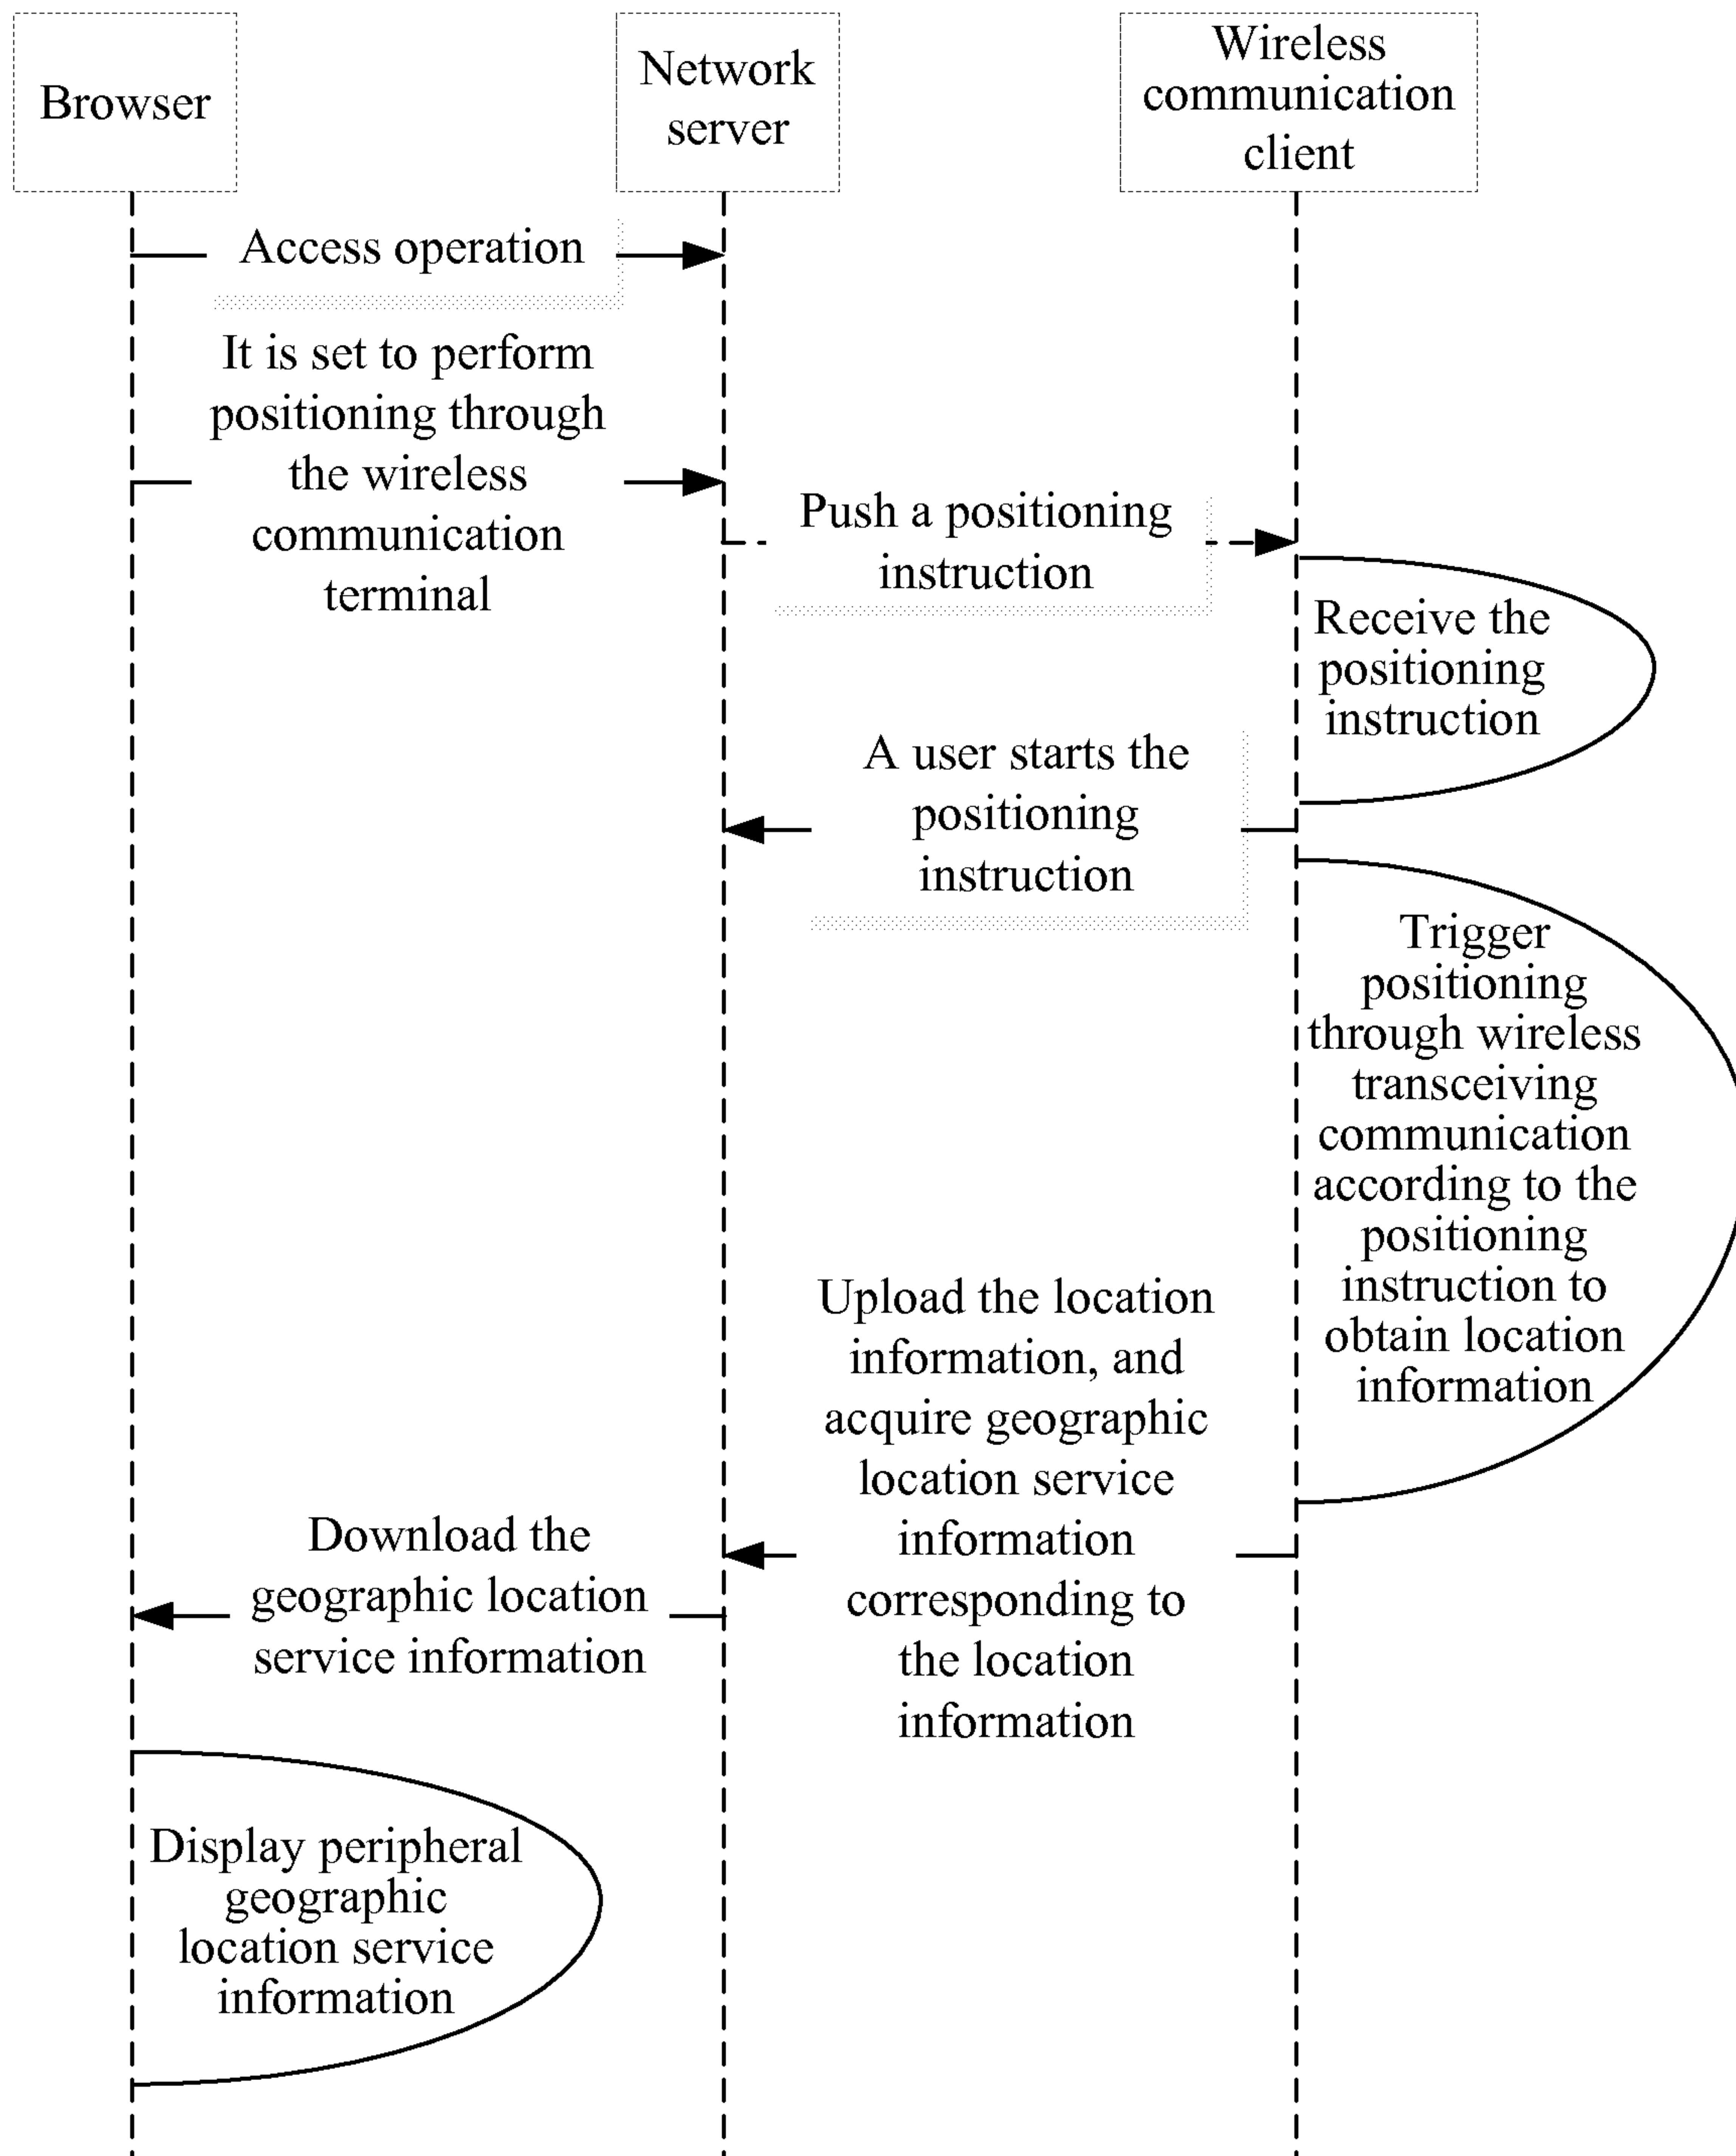 Browser
Network
server
Wireless
communication
client
Access operation
It is set to perform
positioning through
the wireless
communication
terminal
Push a positioning
instruction
Receive the
positioning
instruction
A user starts the
positioning
instruction
Trigger
positioning
through wireless
transceiving
communication
according to the
positioning
instruction to
obtain location
information
Upload the location
information, and
acquire geographic
location service
information
corresponding to
the location
information
Download the
geographic location
service information
Display peripheral
geographic
location service
information